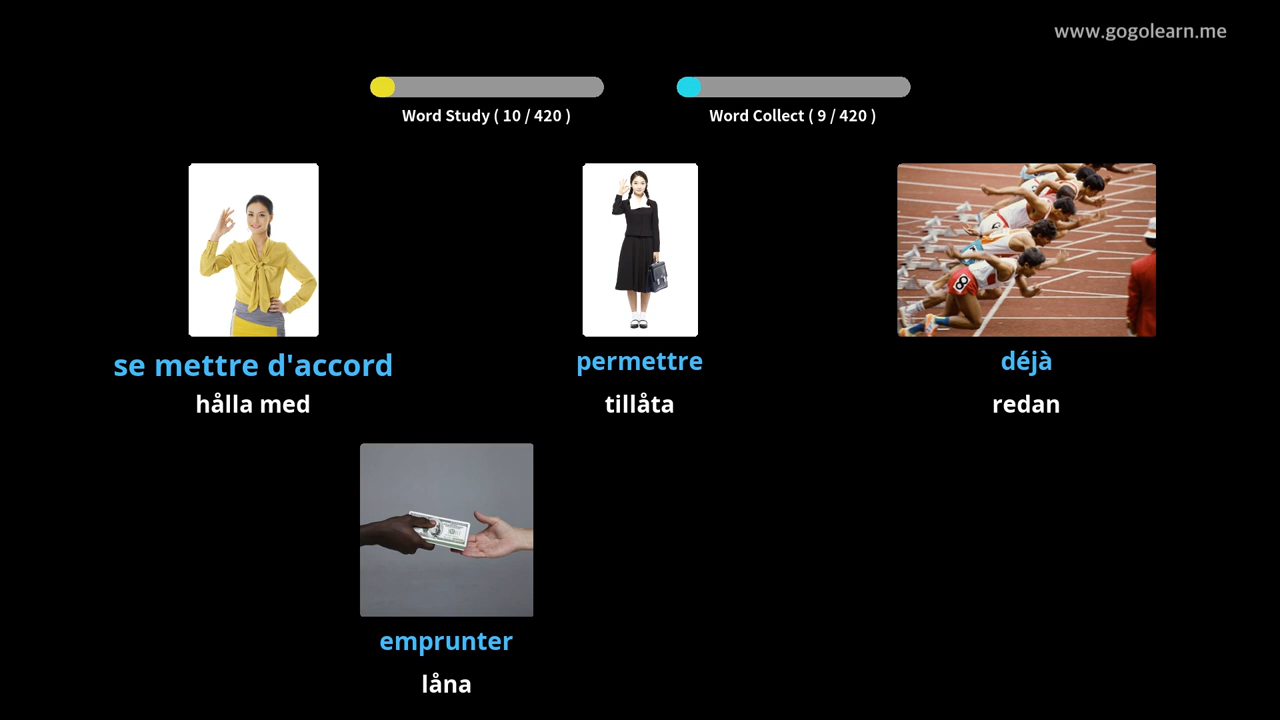 www.gogolearn.me
Word Study ( 10 / 420 )
Word Collect ( 9 / 420 )
se mettre d'accord
hålla med
permettre
tillåta
déjà
redan
emprunter
låna